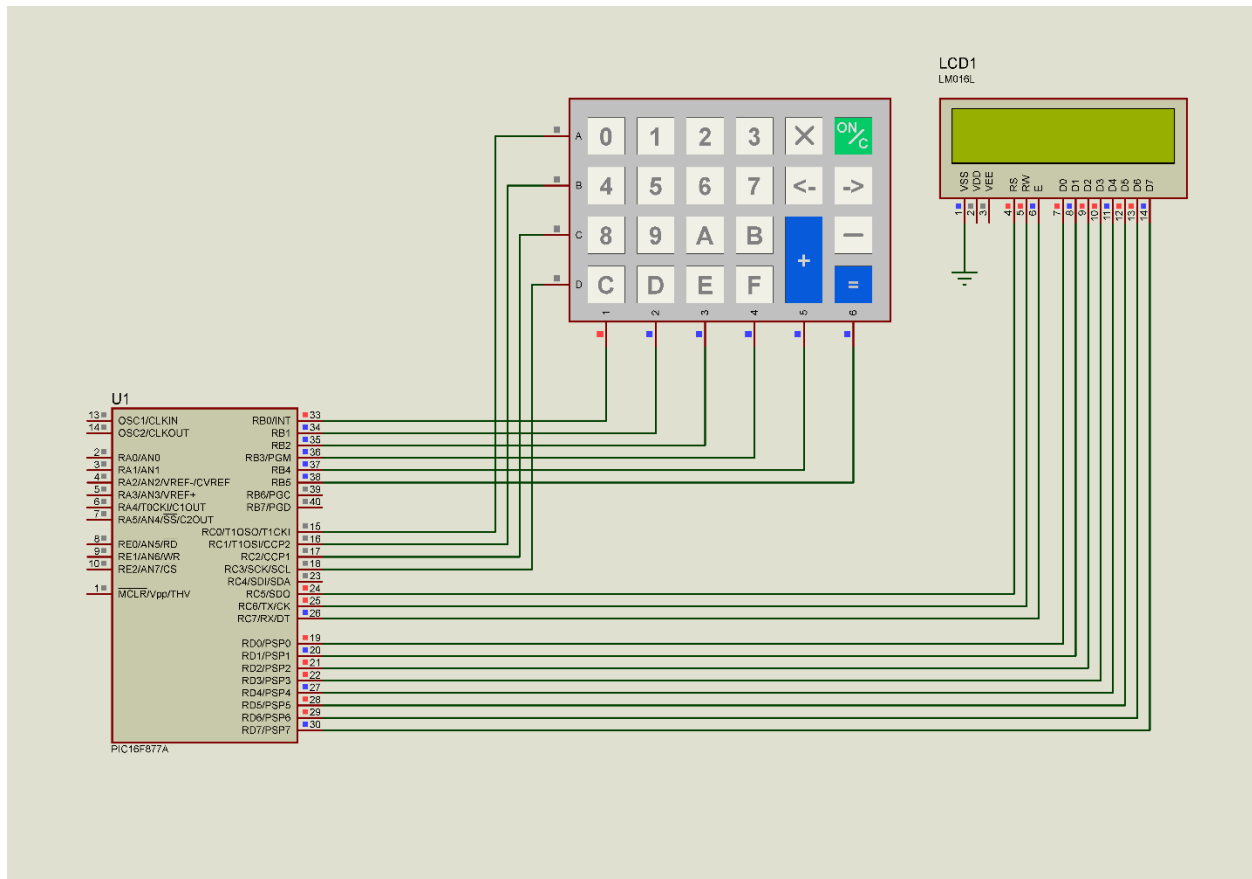 LCD1
LM016L
VSS
VDD
VEE
RS
RW
E
D0
D1
D2
D3
D4
D5
D6
D7
1
2
3
4
5
6
7
8
9
10
11
12
13
14
A 0 1 2 3 × ON/C
B 4 5 6 7 <- ->
C 8 9 A B + −
D C D E F =
1 2 3 4 5 6
U1
13 OSC1/CLKIN
14 OSC2/CLKOUT
2 RA0/AN0
3 RA1/AN1
4 RA2/AN2/VREF-/CVREF
5 RA3/AN3/VREF+
6 RA4/T0CKI/C1OUT
7 RA5/AN4/SS/C2OUT
8 RE0/AN5/RD
9 RE1/AN6/WR
10 RE2/AN7/CS
1 MCLR/Vpp/THV
RB0/INT 33
RB1 34
RB2 35
RB3/PGM 36
RB4 37
RB5 38
RB6/PGC 39
RB7/PGD 40
RC0/T1OSO/T1CKI 15
RC1/T1OSI/CCP2 16
RC2/CCP1 17
RC3/SCK/SCL 18
RC4/SDI/SDA 23
RC5/SDO 24
RC6/TX/CK 25
RC7/RX/DT 26
RD0/PSP0 19
RD1/PSP1 20
RD2/PSP2 21
RD3/PSP3 22
RD4/PSP4 27
RD5/PSP5 28
RD6/PSP6 29
RD7/PSP7 30
PIC16F877A